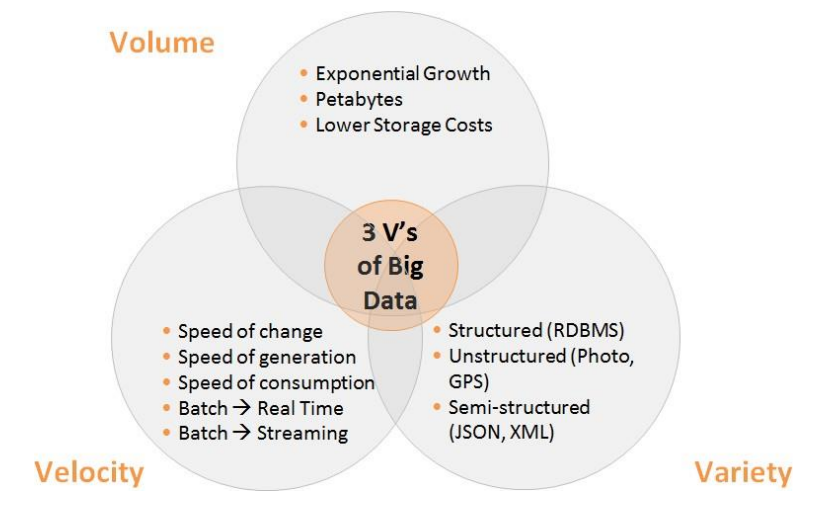 Volume
• Exponential Growth
• Petabytes
• Lower Storage Costs
3 V's
of Big
Data
• Speed of change
• Speed of generation
• Speed of consumption
• Batch → Real Time
• Batch → Streaming
• Structured (RDBMS)
• Unstructured (Photo,
GPS)
• Semi-structured
(JSON, XML)
Velocity
Variety